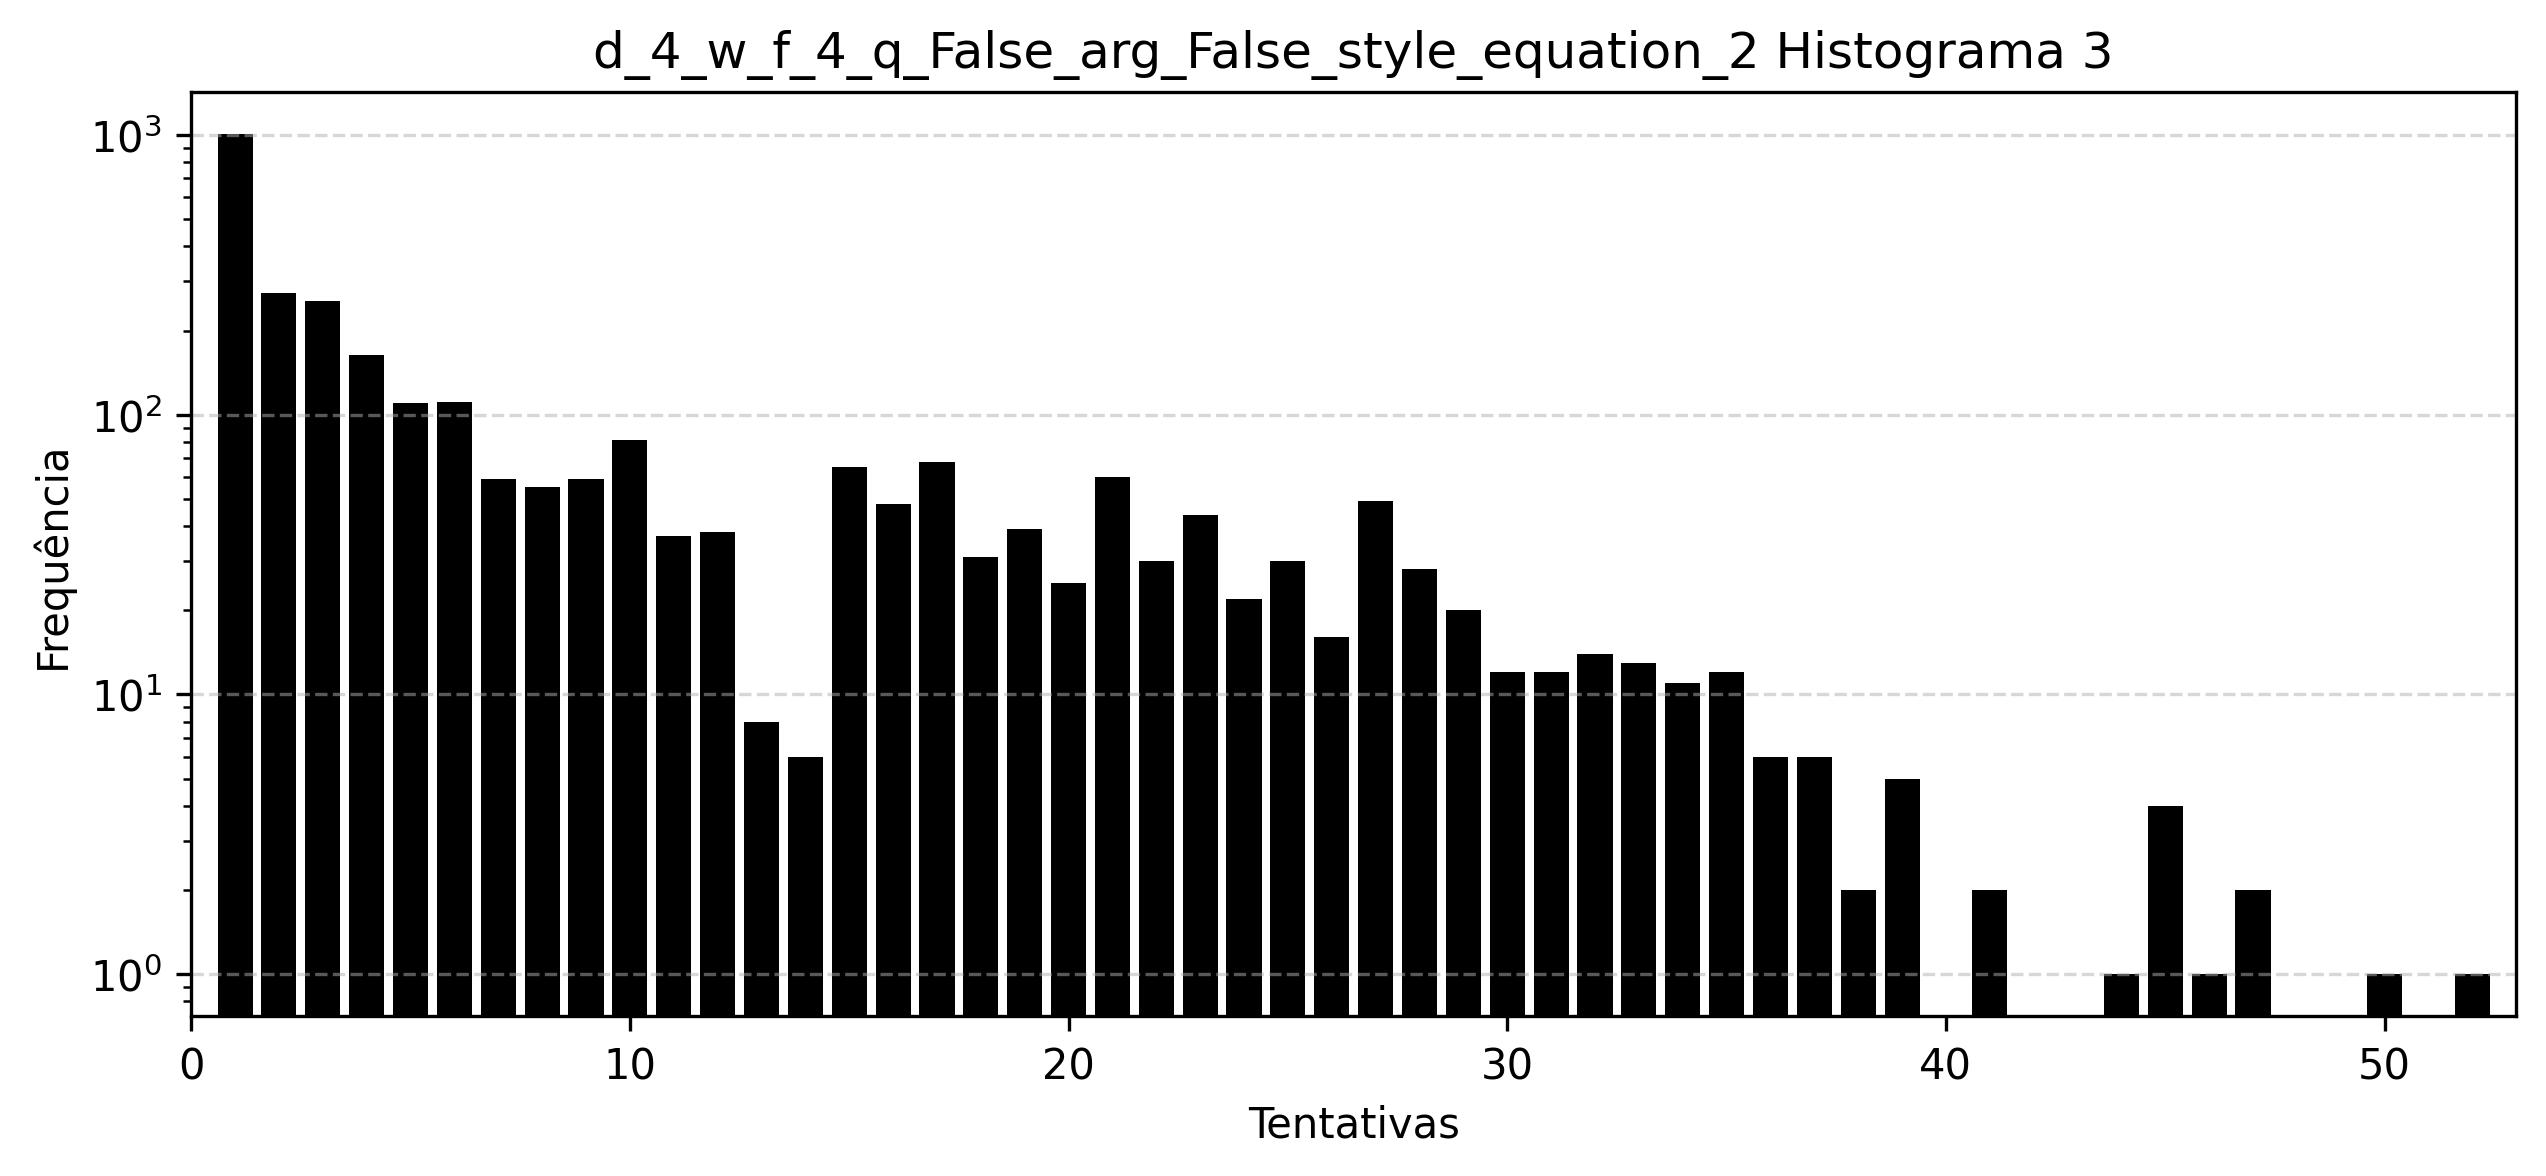 d_4_w_f_4_q_False_arg_False_style_equation_2 Histograma 3
10³
10²
10¹
10⁰
Frequência
0 10 20 30 40 50
Tentativas